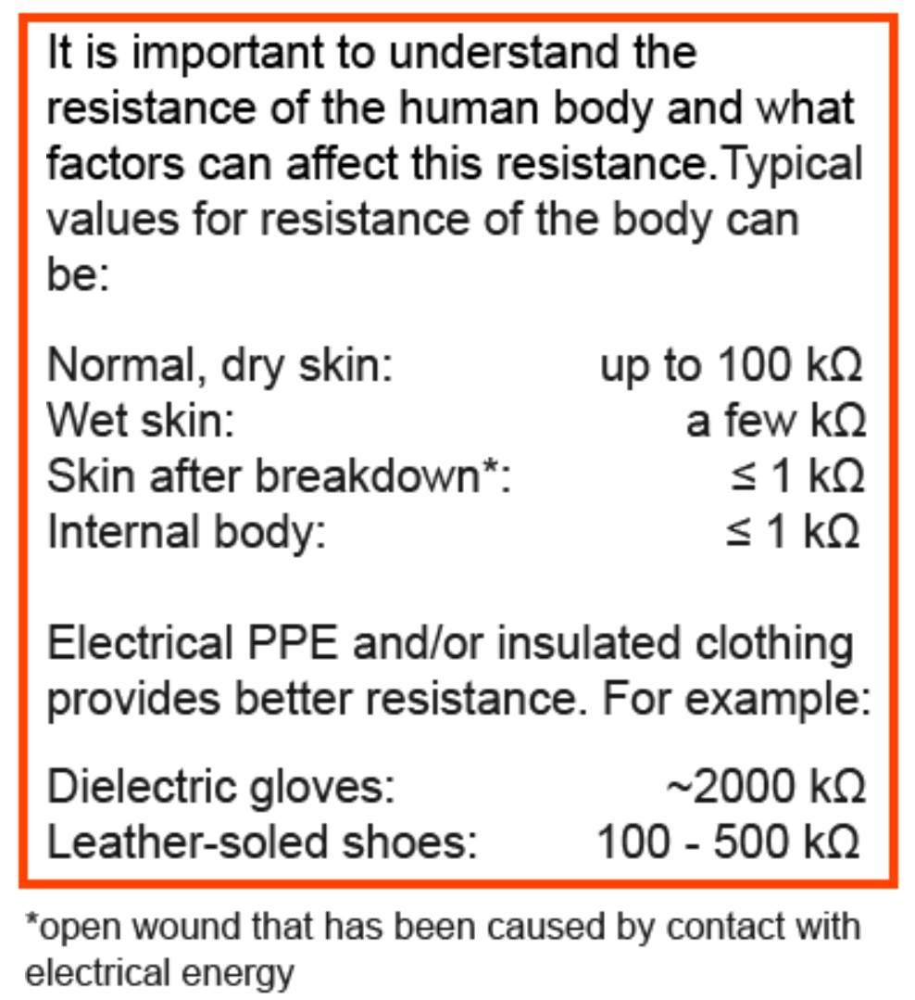 It is important to understand the
resistance of the human body and what
factors can affect this resistance. Typical
values for resistance of the body can
be:
Normal, dry skin: up to 100 kΩ
Wet skin: a few kΩ
Skin after breakdown*: ≤ 1 kΩ
Internal body: ≤ 1 kΩ
Electrical PPE and/or insulated clothing
provides better resistance. For example:
Dielectric gloves: ~2000 kΩ
Leather-soled shoes: 100 - 500 kΩ
*open wound that has been caused by contact with
electrical energy